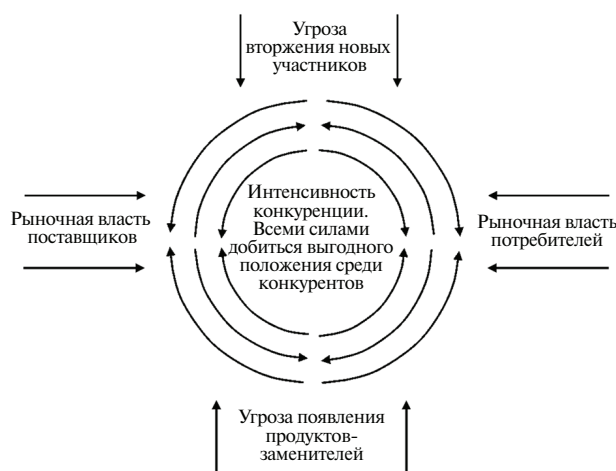 Угроза
вторжения новых
участников
Рыночная власть
поставщиков
Интенсивность
конкуренции.
Всеми силами
добиться выгодного
положения среди
конкурентов
Рыночная власть
потребителей
Угроза появления
продуктов-
заменителей